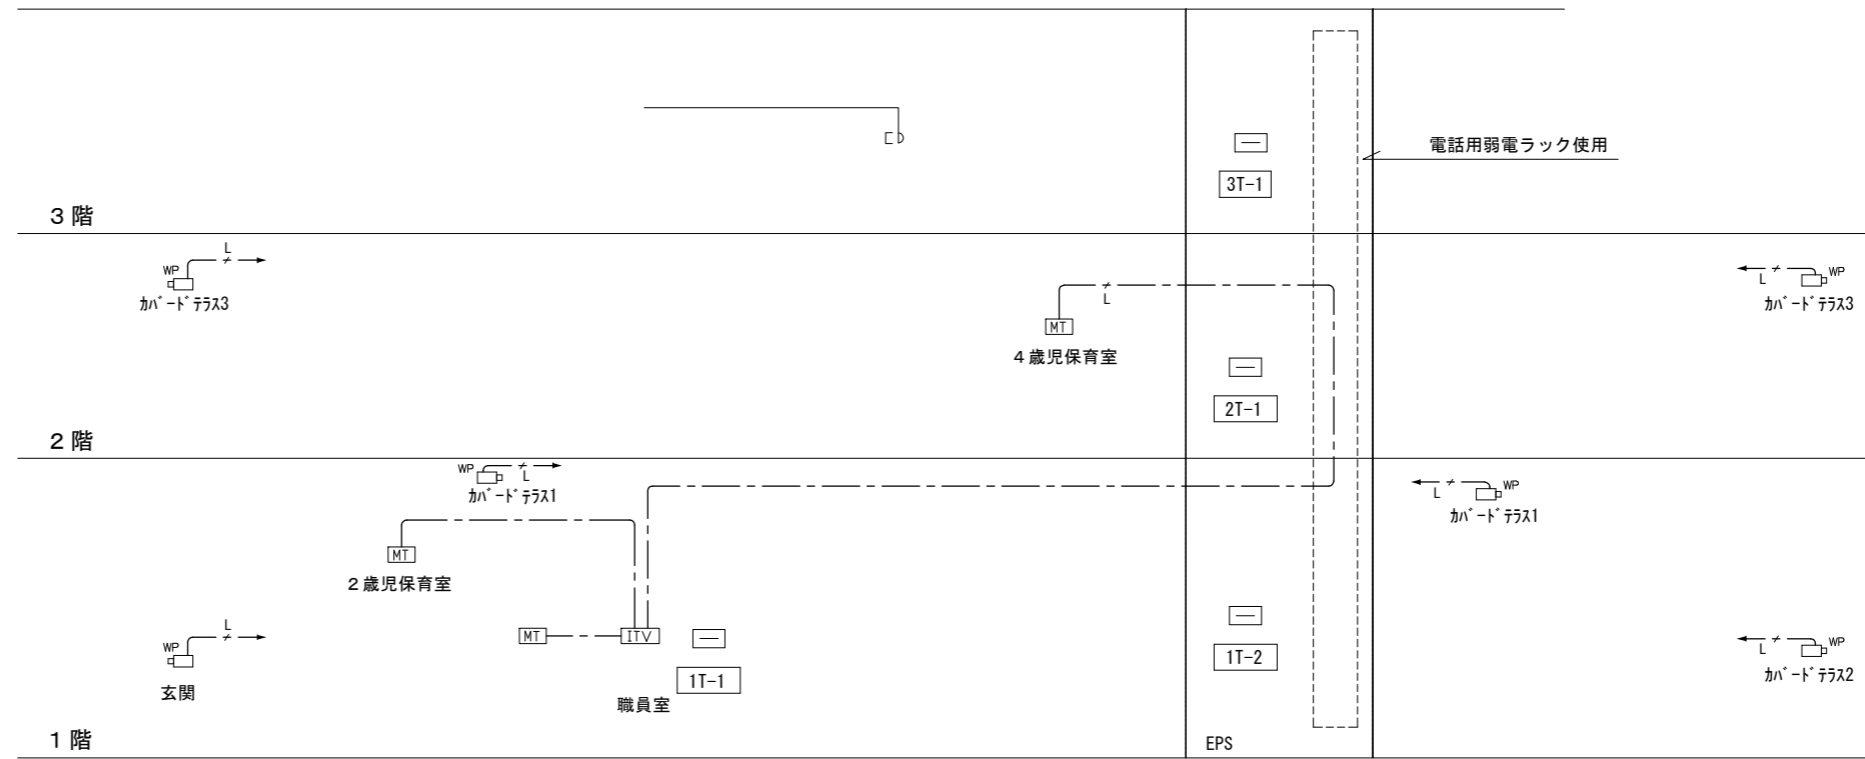 電話用弱電ラック使用
3T-1
3階
L
WP
カバードテラス3
L
MT
4歳児保育室
WP
L
カバードテラス3
2T-1
2階
WP
L
カバードテラス1
WP
L
カバードテラス1
MT
2歳児保育室
L
WP
玄関
MT
ITV
1T-1
職員室
1T-2
WP
L
カバードテラス2
1階
EPS